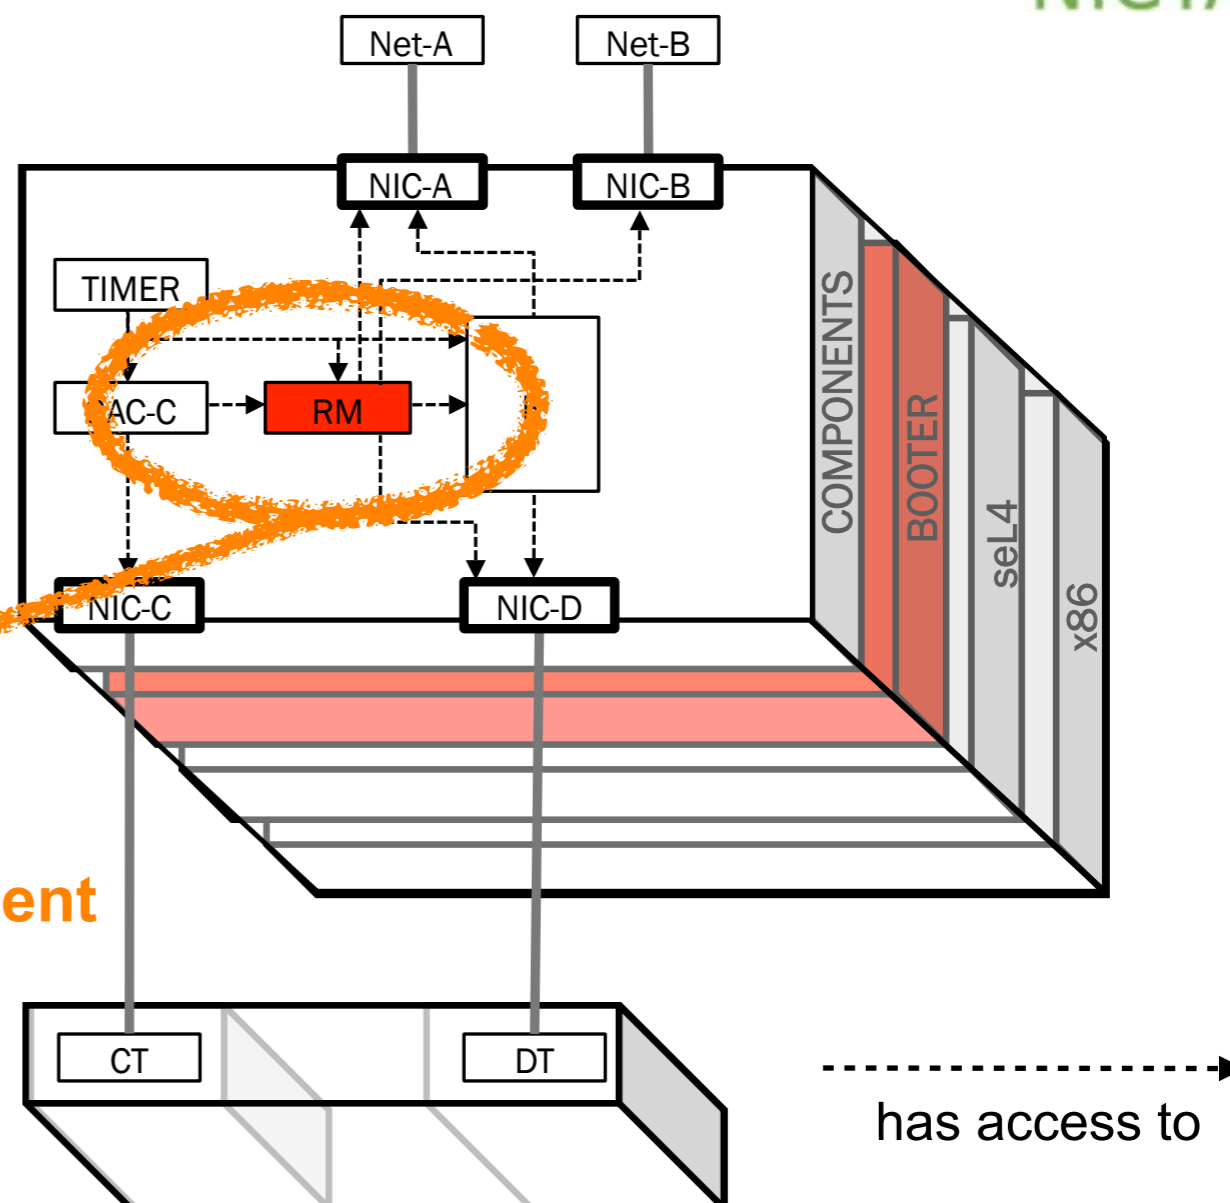 Net-A
Net-B
NIC-A
NIC-B
TIMER
AC-C
RM
NIC-C
NIC-D
COMPONENTS
BOOTER
seL4
x86
ent
CT
DT
has access to